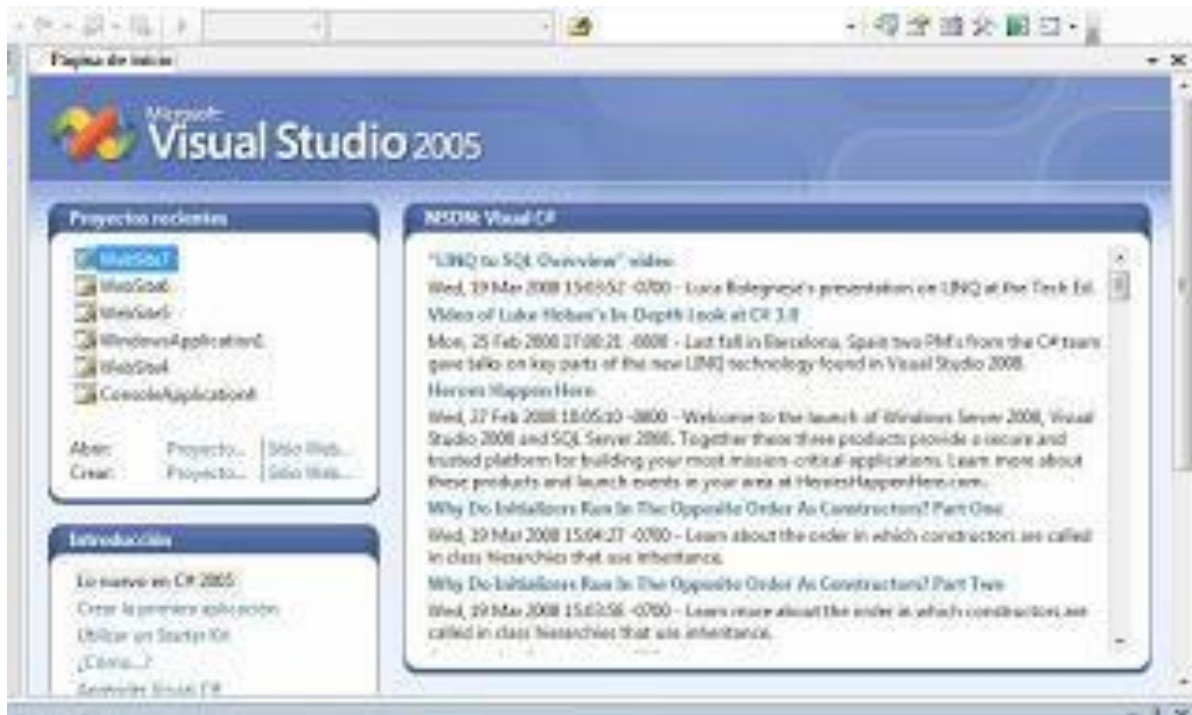 Página de inicio
Microsoft
Visual Studio 2005
Proyectos recientes
WebSite7
WebSite6
WebSite5
WindowsApplication1
WebSite4
ConsoleApplication8
Abrir: Proyecto... Sitio Web...
Crear: Proyecto... Sitio Web...
Introducción
Lo nuevo en C# 2005
Crear la primera aplicación
Utilizar un Starter Kit
¿Cómo...?
Aprender Visual C#
MSDN: Visual C#
"LINQ to SQL Overview" video
Wed, 19 Mar 2008 15:03:52 -0700 - Luca Bolognese's presentation on LINQ at the Tech Ed.
Video of Luke Hoban's In-Depth Look at C# 3.0
Mon, 25 Feb 2008 17:00:21 -0800 - Last fall in Barcelona, Spain two PM's from the C# team
gave talks on key parts of the new LINQ technology found in Visual Studio 2008.
Heroes Happen Here
Wed, 27 Feb 2008 18:05:10 -0800 - Welcome to the launch of Windows Server 2008, Visual
Studio 2008 and SQL Server 2008. Together these three products provide a secure and
trusted platform for building your most mission-critical applications. Learn more about
these products and launch events in your area at HeroesHappenHere.com.
Why Do Initializers Run In The Opposite Order As Constructors? Part One
Wed, 19 Mar 2008 15:04:27 -0700 - Learn about the order in which constructors are called
in class hierarchies that use inheritance.
Why Do Initializers Run In The Opposite Order As Constructors? Part Two
Wed, 19 Mar 2008 15:03:58 -0700 - Learn more about the order in which constructors are
called in class hierarchies that use inheritance.